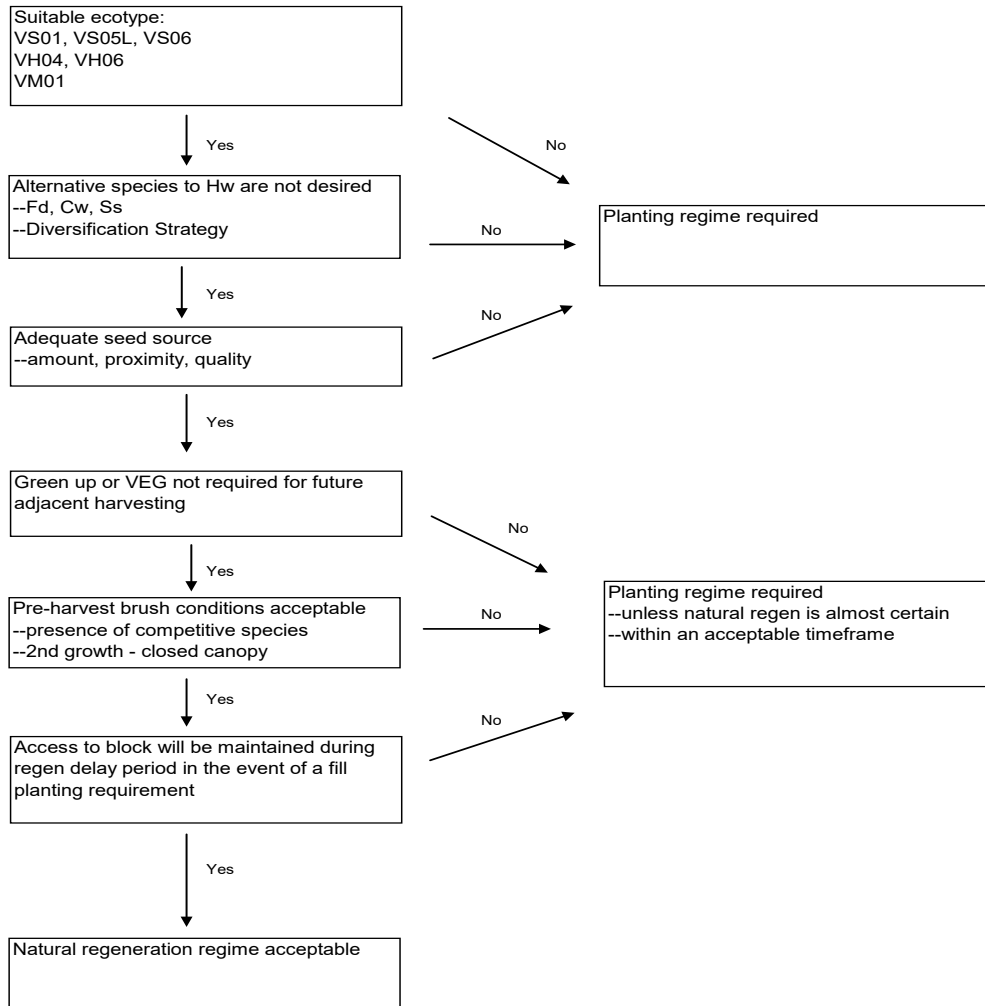 Suitable ecotype:
VS01, VS05L, VS06
VH04, VH06
VM01
Yes
No
Alternative species to Hw are not desired
--Fd, Cw, Ss
--Diversification Strategy
No
Planting regime required
Yes
No
Adequate seed source
--amount, proximity, quality
Yes
Green up or VEG not required for future
adjacent harvesting
No
Yes
Pre-harvest brush conditions acceptable
--presence of competitive species
--2nd growth - closed canopy
No
Planting regime required
--unless natural regen is almost certain
--within an acceptable timeframe
Yes
No
Access to block will be maintained during
regen delay period in the event of a fill
planting requirement
Yes
Natural regeneration regime acceptable